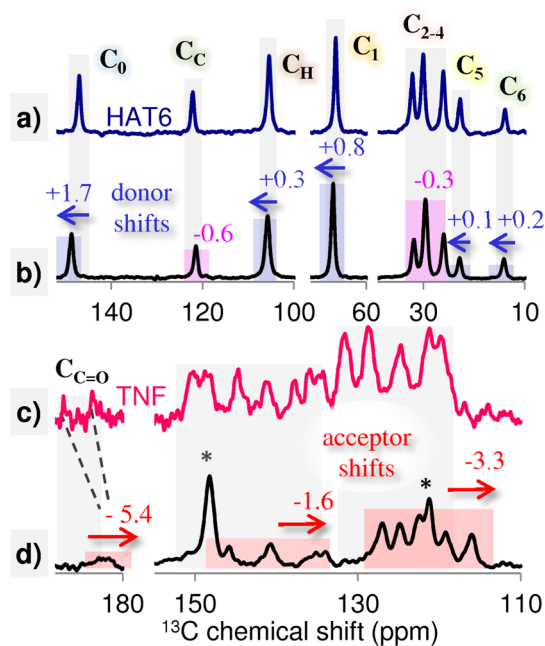 C0 CC CH C1 C2-4 C5 C6
a) HAT6
+1.7 donor shifts -0.6 +0.3 +0.8 -0.3 +0.1 +0.2
b)
140 120 100 60 30 10
CC=O
c) TNF
acceptor
shifts
* * -3.3
- 5.4 -1.6
d)
180 150 130 110
13C chemical shift (ppm)